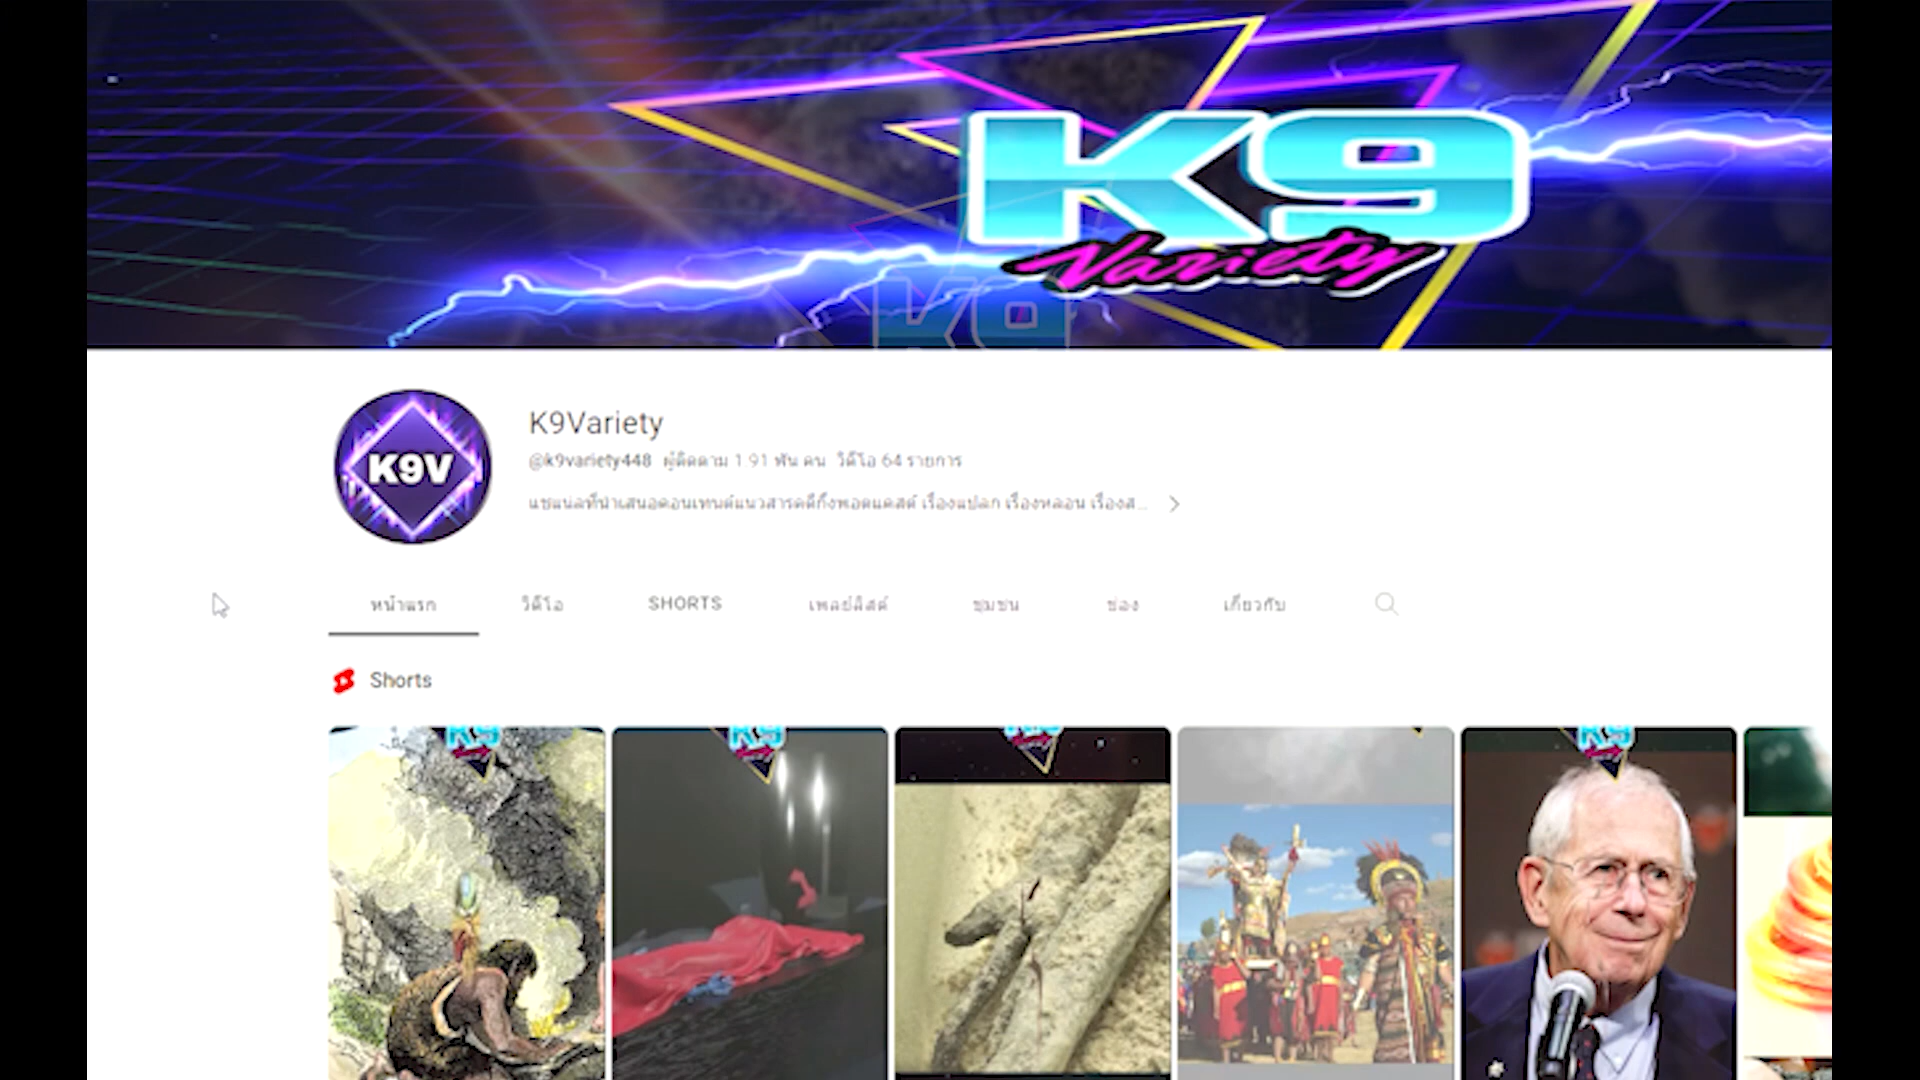 K9
Variety
K9
K9V
K9Variety
@k9variety448 ผู้ติดตาม 1.91 พัน คน วิดีโอ 64 รายการ
แชแนลที่นำเสนอคอนเทนต์แนวสารคดีกึ่งพอดแคสต์ เรื่องแปลก เรื่องหลอน เรื่องส...
หน้าแรก วิดีโอ SHORTS เพลย์ลิสต์ ชุมชน ช่อง เกี่ยวกับ
Shorts
K9 K9 K9 K9